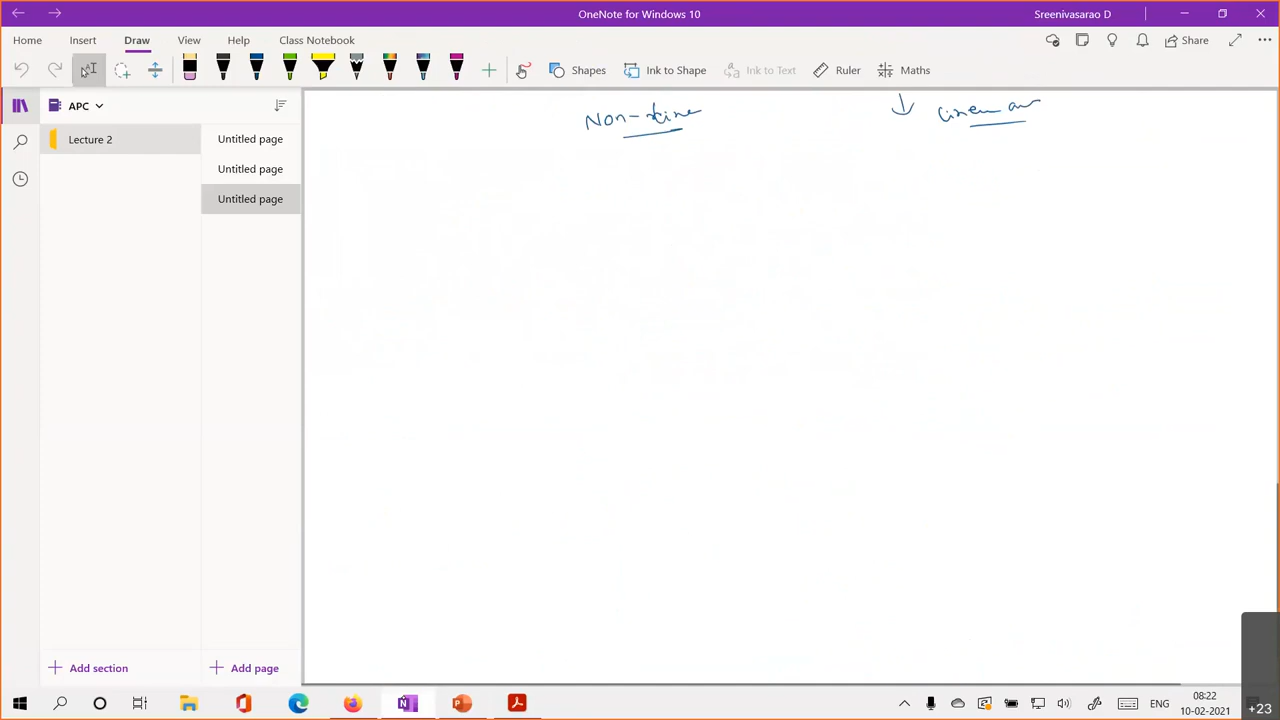 OneNote for Windows 10
Sreenivasarao D
Home Insert Draw View Help Class Notebook
Share
Shapes Ink to Shape Ink to Text Ruler Maths
APC
Lecture 2
Untitled page
Untitled page
Untitled page
Non-
Add section
Add page
ENG
08:22
10-02-2021
+23